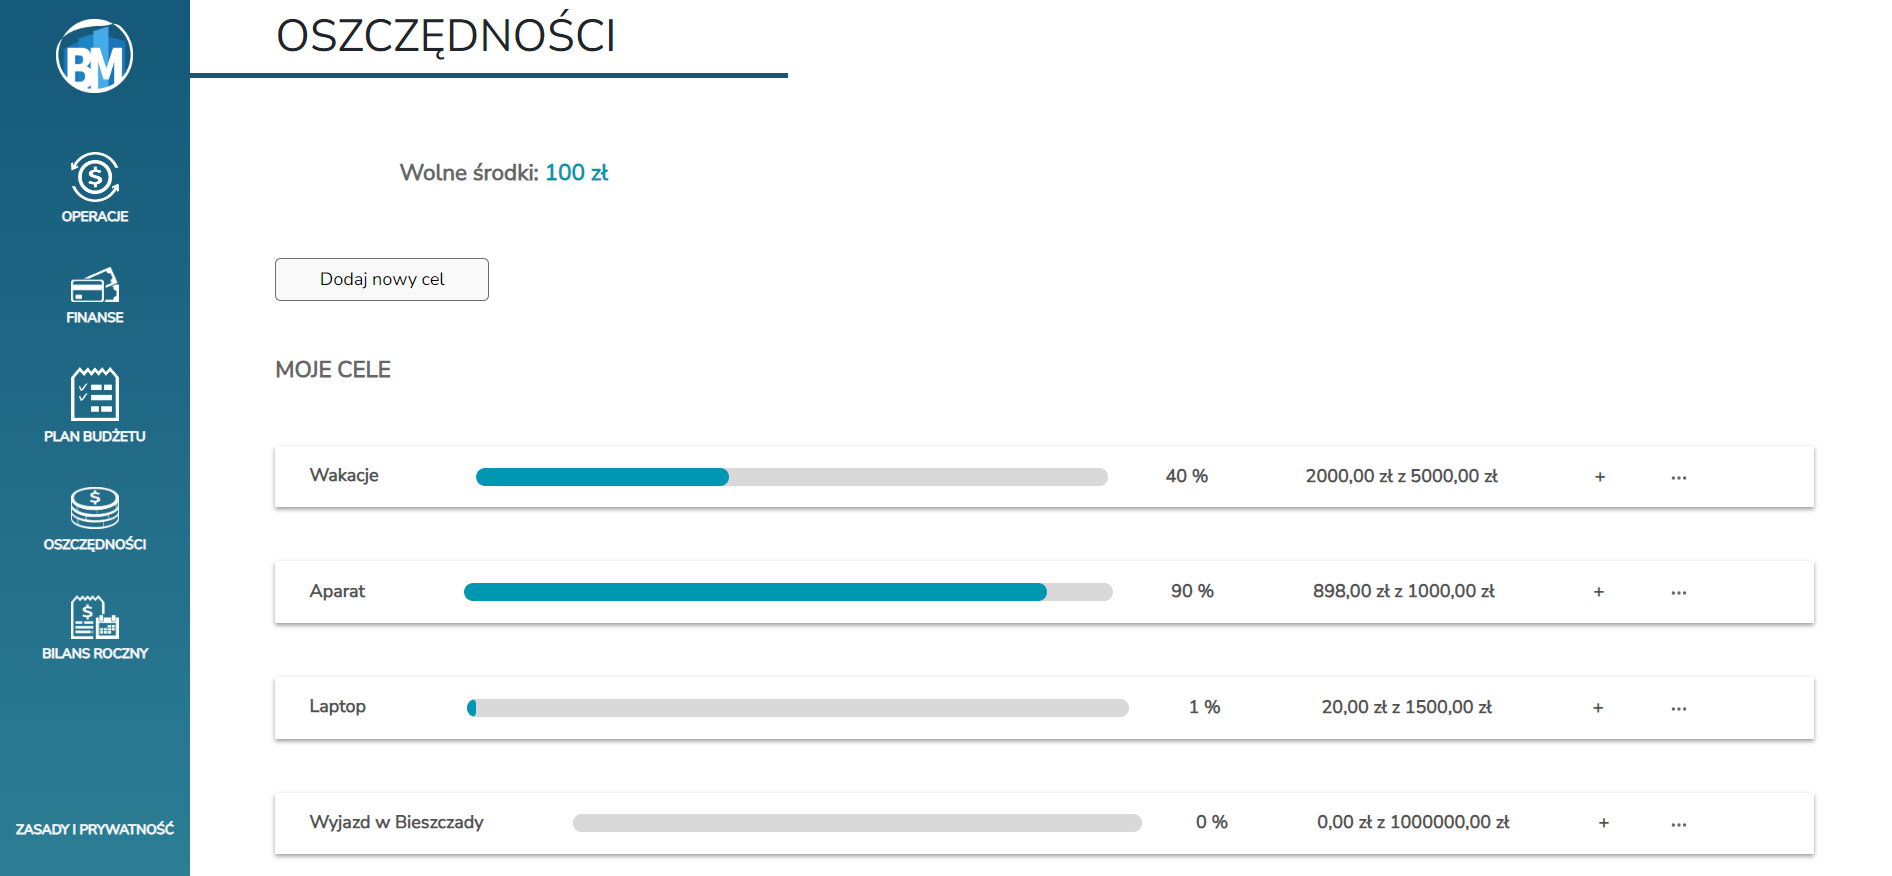 BM
OPERACJE
FINANSE
PLAN BUDŻETU
OSZCZĘDNOŚCI
BILANS ROCZNY
ZASADY I PRYWATNOŚĆ
OSZCZĘDNOŚCI
Wolne środki: 100 zł
Dodaj nowy cel
MOJE CELE
Wakacje 40 % 2000,00 zł z 5000,00 zł + ...
Aparat 90 % 898,00 zł z 1000,00 zł + ...
Laptop 1 % 20,00 zł z 1500,00 zł + ...
Wyjazd w Bieszczady 0 % 0,00 zł z 1000000,00 zł + ...